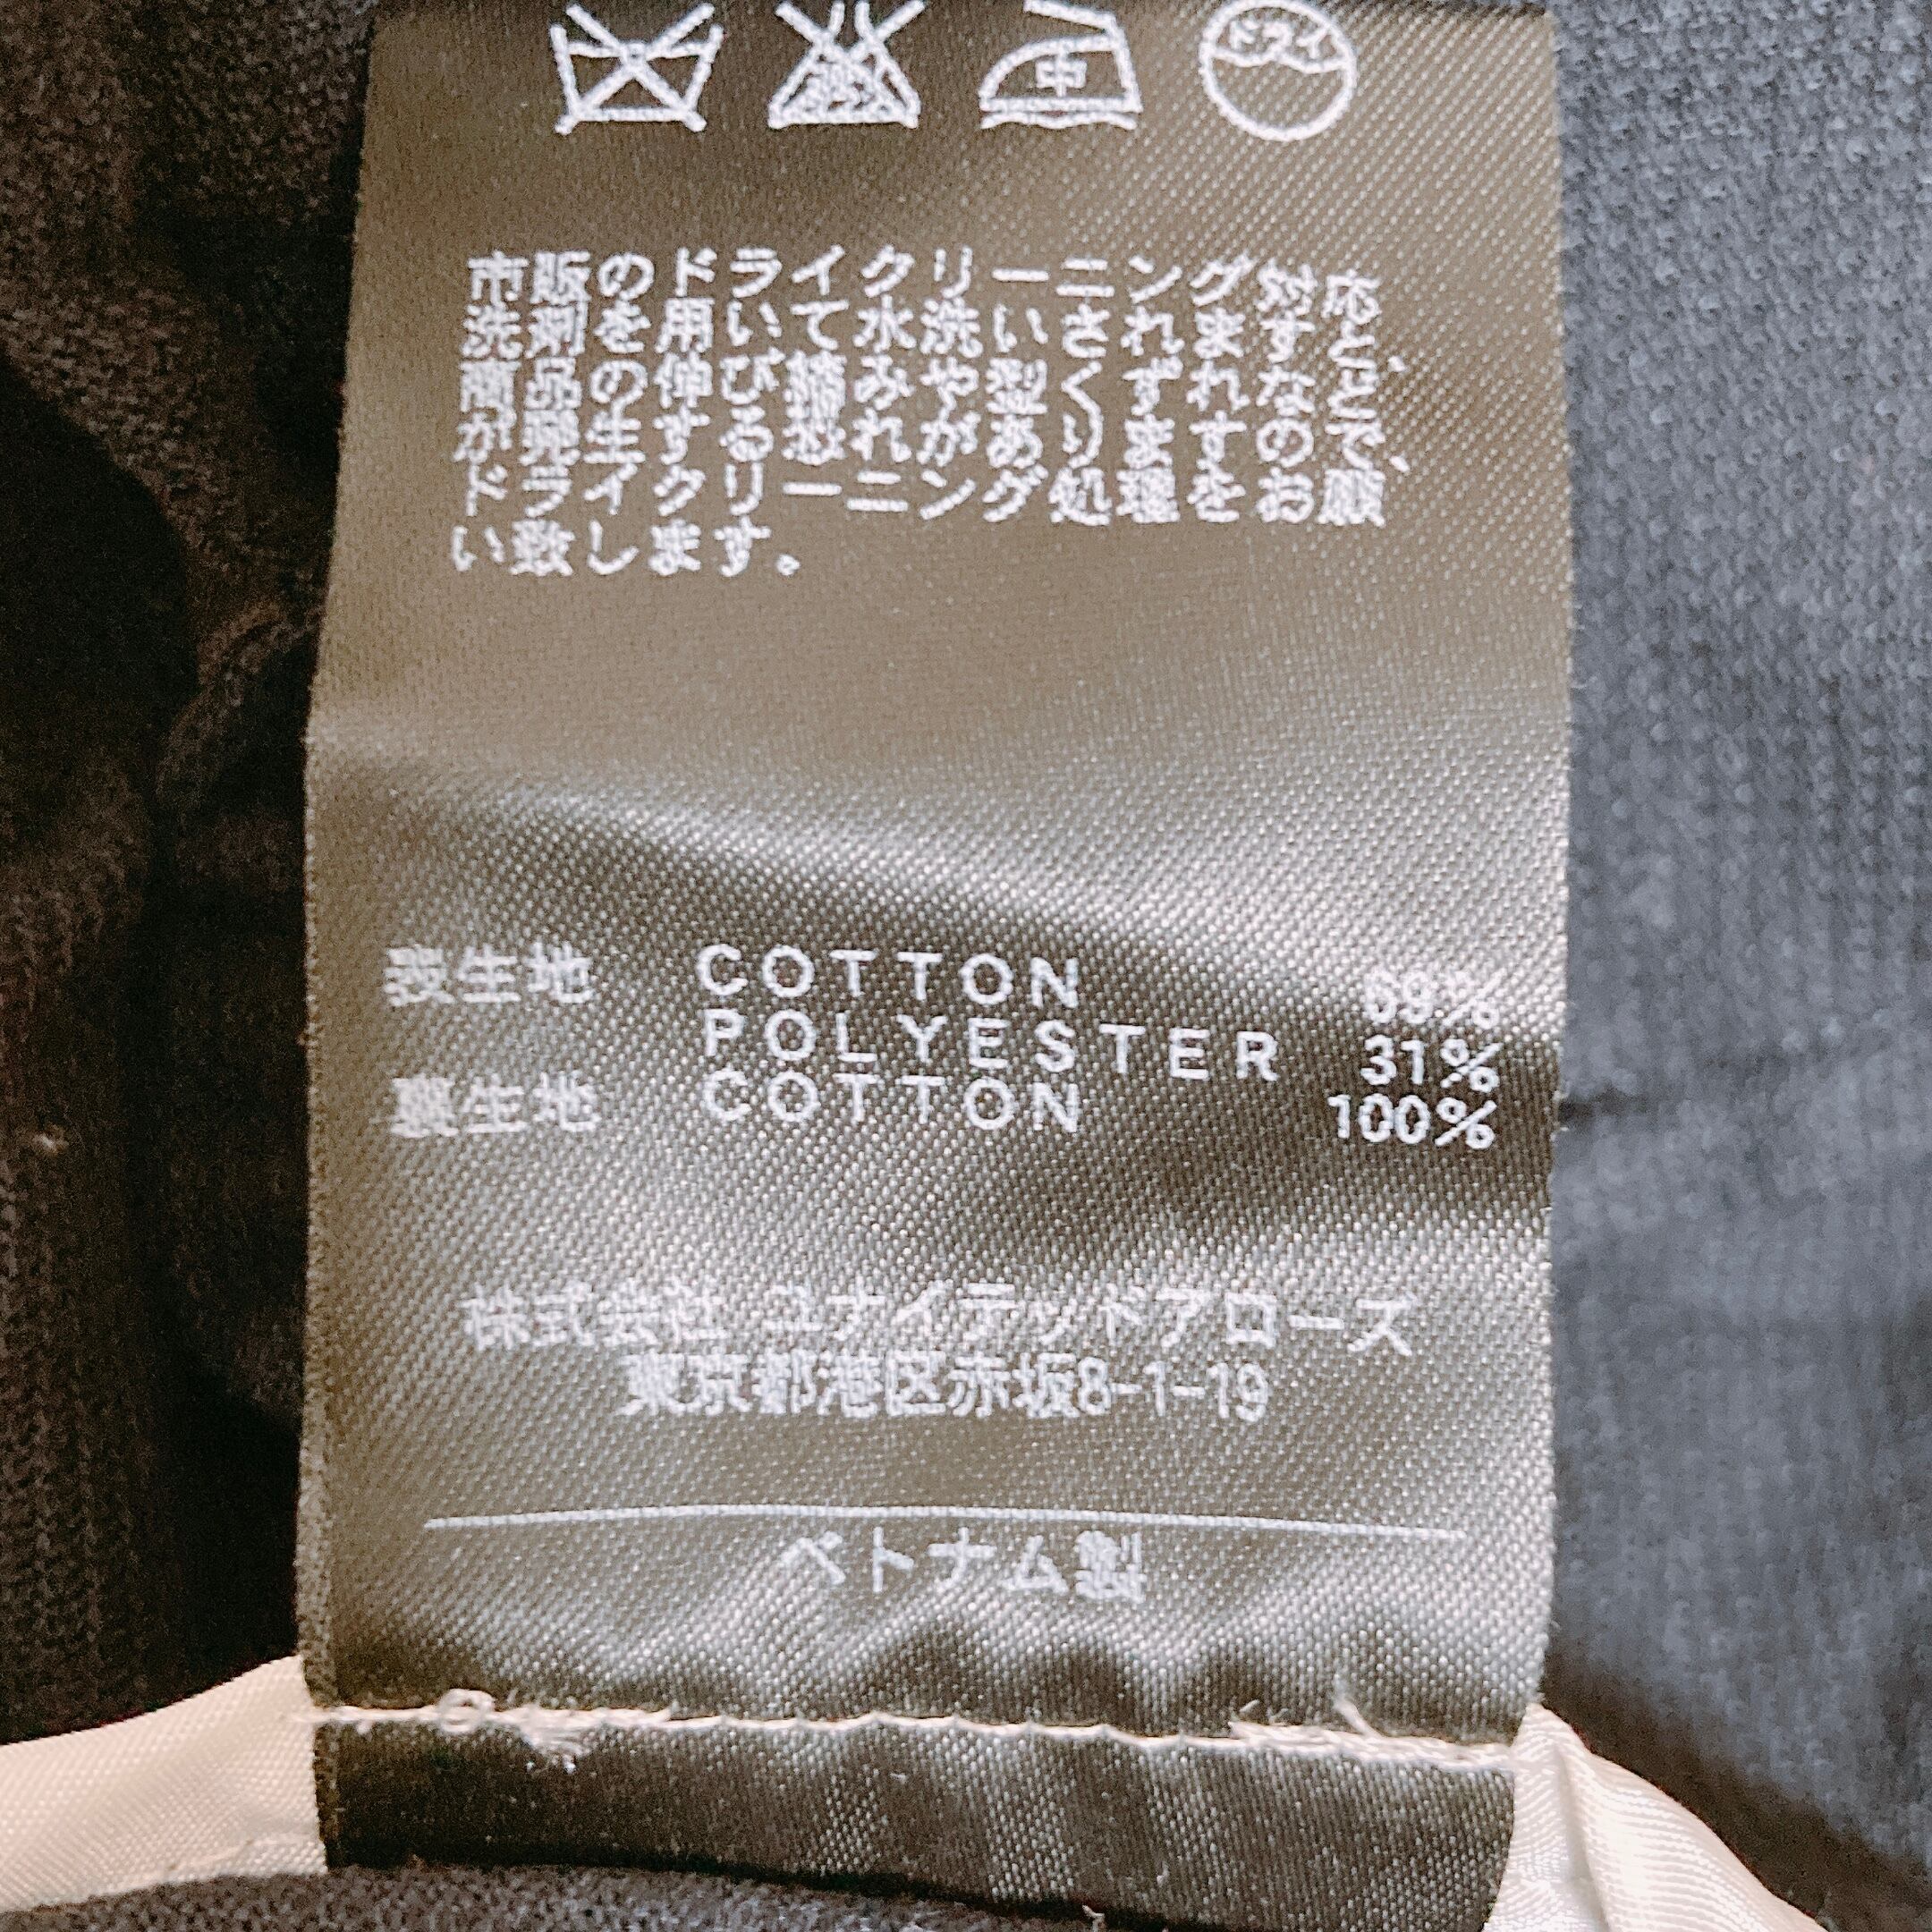 中
ドライ
市販のドライクリーニング対応
洗剤を用いて水洗いされますと、
商品の伸び縮みや型くずれなど
が発生する恐れがありますので、
ドライクリーニング処理をお願
い致します。
表生地 COTTON 69%
POLYESTER 31%
裏生地 COTTON 100%
株式会社 ユナイテッドアローズ
東京都港区赤坂8-1-19
ベトナム製